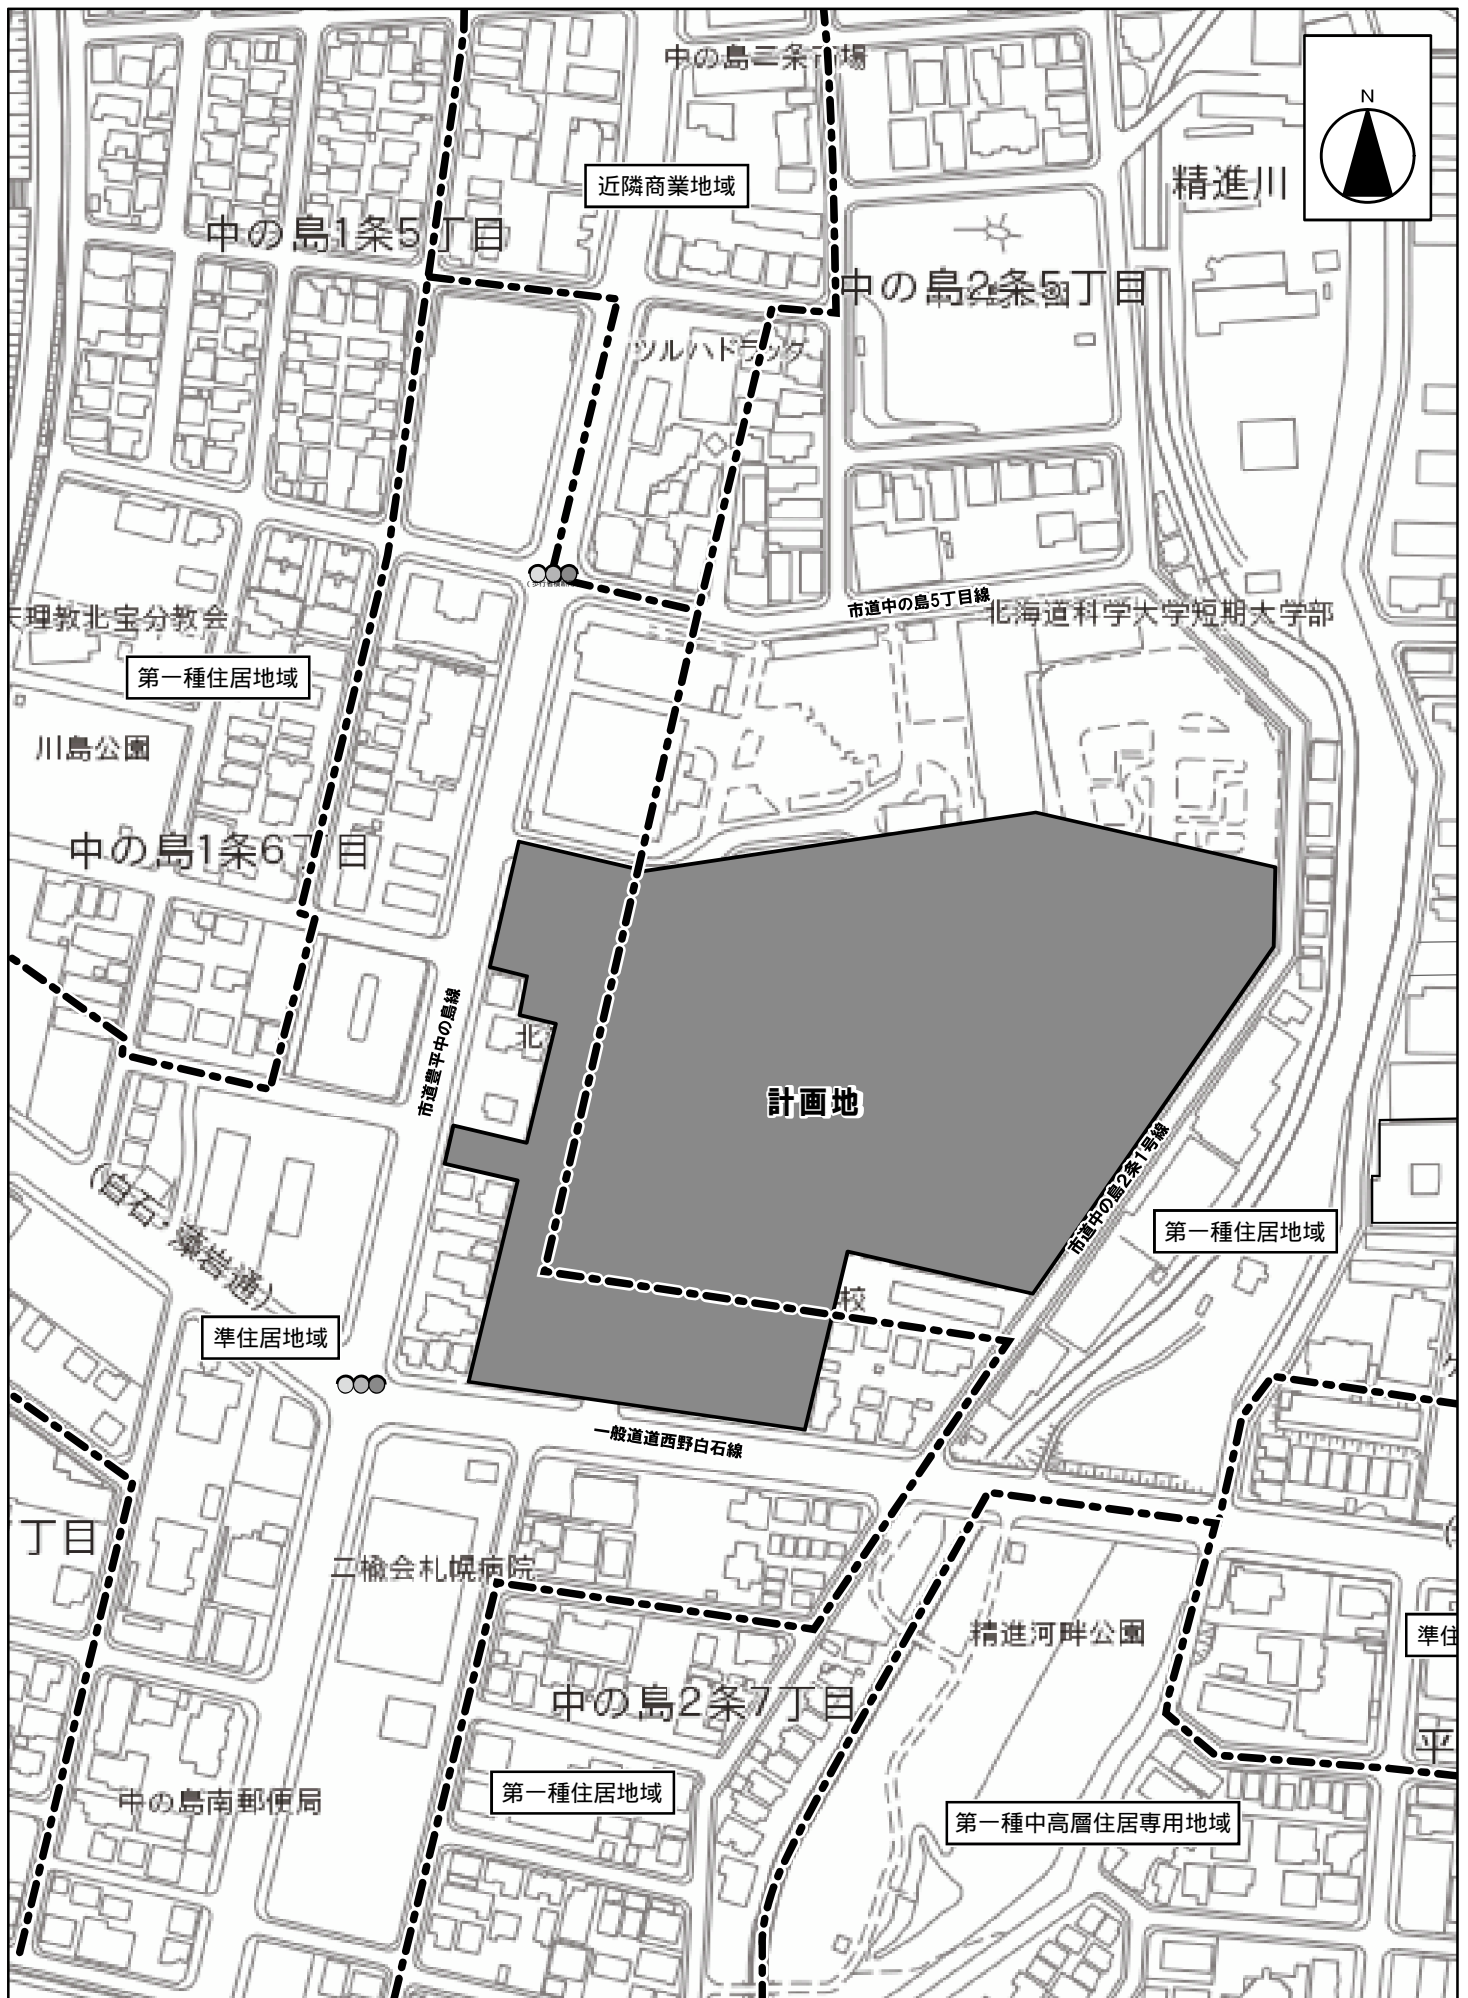 中の島二条市場
N
近隣商業地域
精進川
中の島1条5丁目
中の島2条5丁目
ツルハドラッグ
市道中の島5丁目線
北海道科学大学短期大学部
天理教北宝分教会
第一種住居地域
川島公園
中の島1条6丁目
市道豊平中の島線
北
計画地
市道中の島2条1号線
(白石・藻岩通)
第一種住居地域
校
準住居地域
一般道道西野白石線
丁目
二楡会札幌病院
精進河畔公園
準住
中の島2条7丁目
平
第一種住居地域
中の島南郵便局
第一種中高層住居専用地域